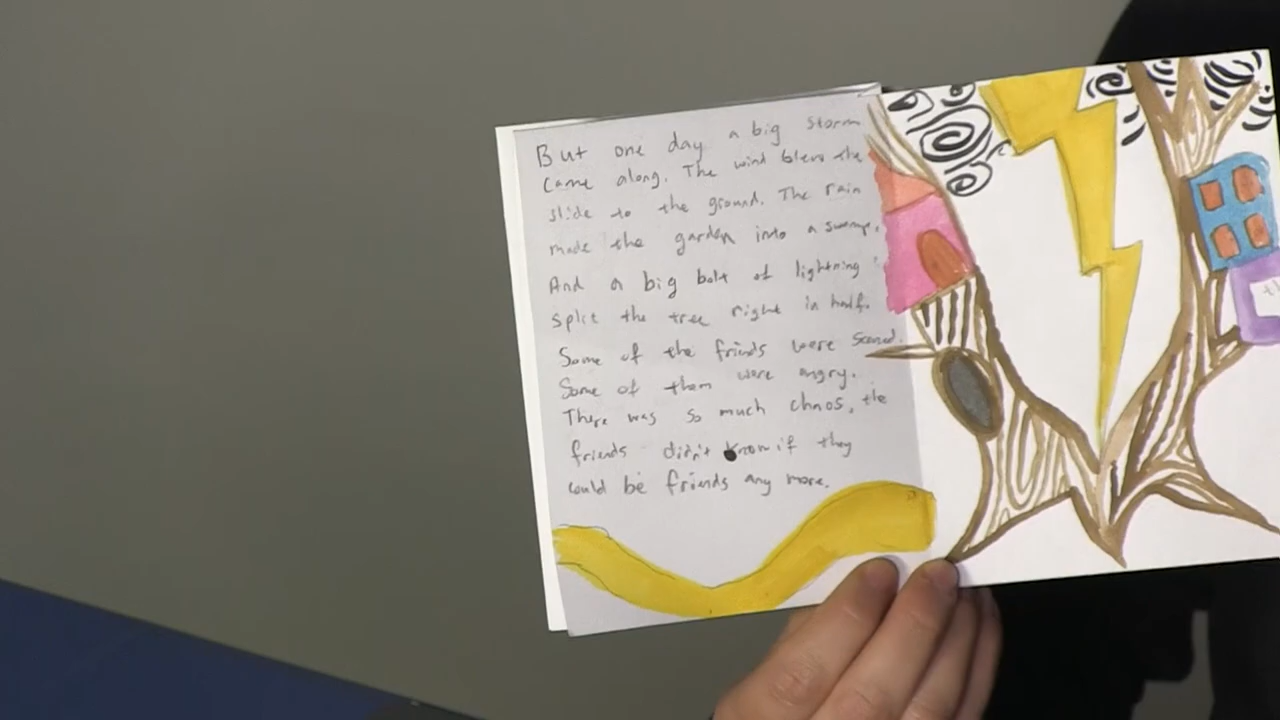 But one day a big storm
came along. The wind blew the
slide to the ground. The rain
made the garden into a swamp.
And a big bolt of lightning
split the tree right in half.
Some of the friends were scared.
Some of them were angry.
There was so much chaos, the
friends didn't know if they
could be friends any more.